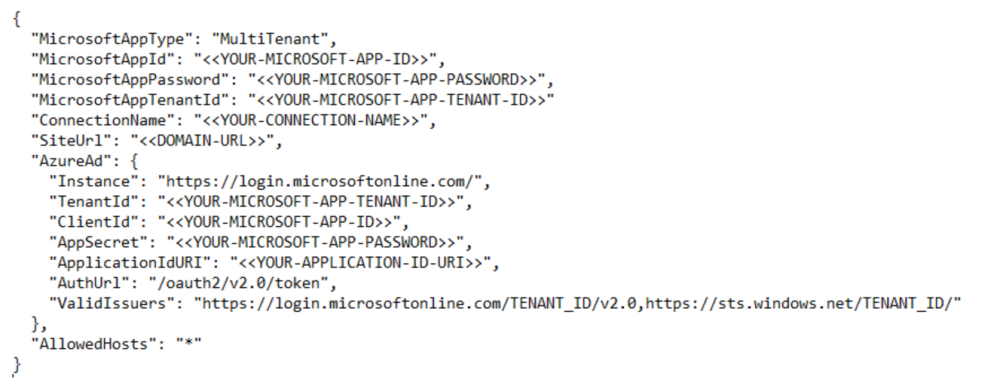 {
"MicrosoftAppType": "MultiTenant",
"MicrosoftAppId": "<<YOUR-MICROSOFT-APP-ID>>",
"MicrosoftAppPassword": "<<YOUR-MICROSOFT-APP-PASSWORD>>",
"MicrosoftAppTenantId": "<<YOUR-MICROSOFT-APP-TENANT-ID>>"
"ConnectionName": "<<YOUR-CONNECTION-NAME>>",
"SiteUrl": "<<DOMAIN-URL>>",
"AzureAd": {
"Instance": "https://login.microsoftonline.com/",
"TenantId": "<<YOUR-MICROSOFT-APP-TENANT-ID>>",
"ClientId": "<<YOUR-MICROSOFT-APP-ID>>",
"AppSecret": "<<YOUR-MICROSOFT-APP-PASSWORD>>",
"ApplicationIdURI": "<<YOUR-APPLICATION-ID-URI>>",
"AuthUrl": "/oauth2/v2.0/token",
"ValidIssuers": "https://login.microsoftonline.com/TENANT_ID/v2.0,https://sts.windows.net/TENANT_ID/"
},
"AllowedHosts": "*"
}